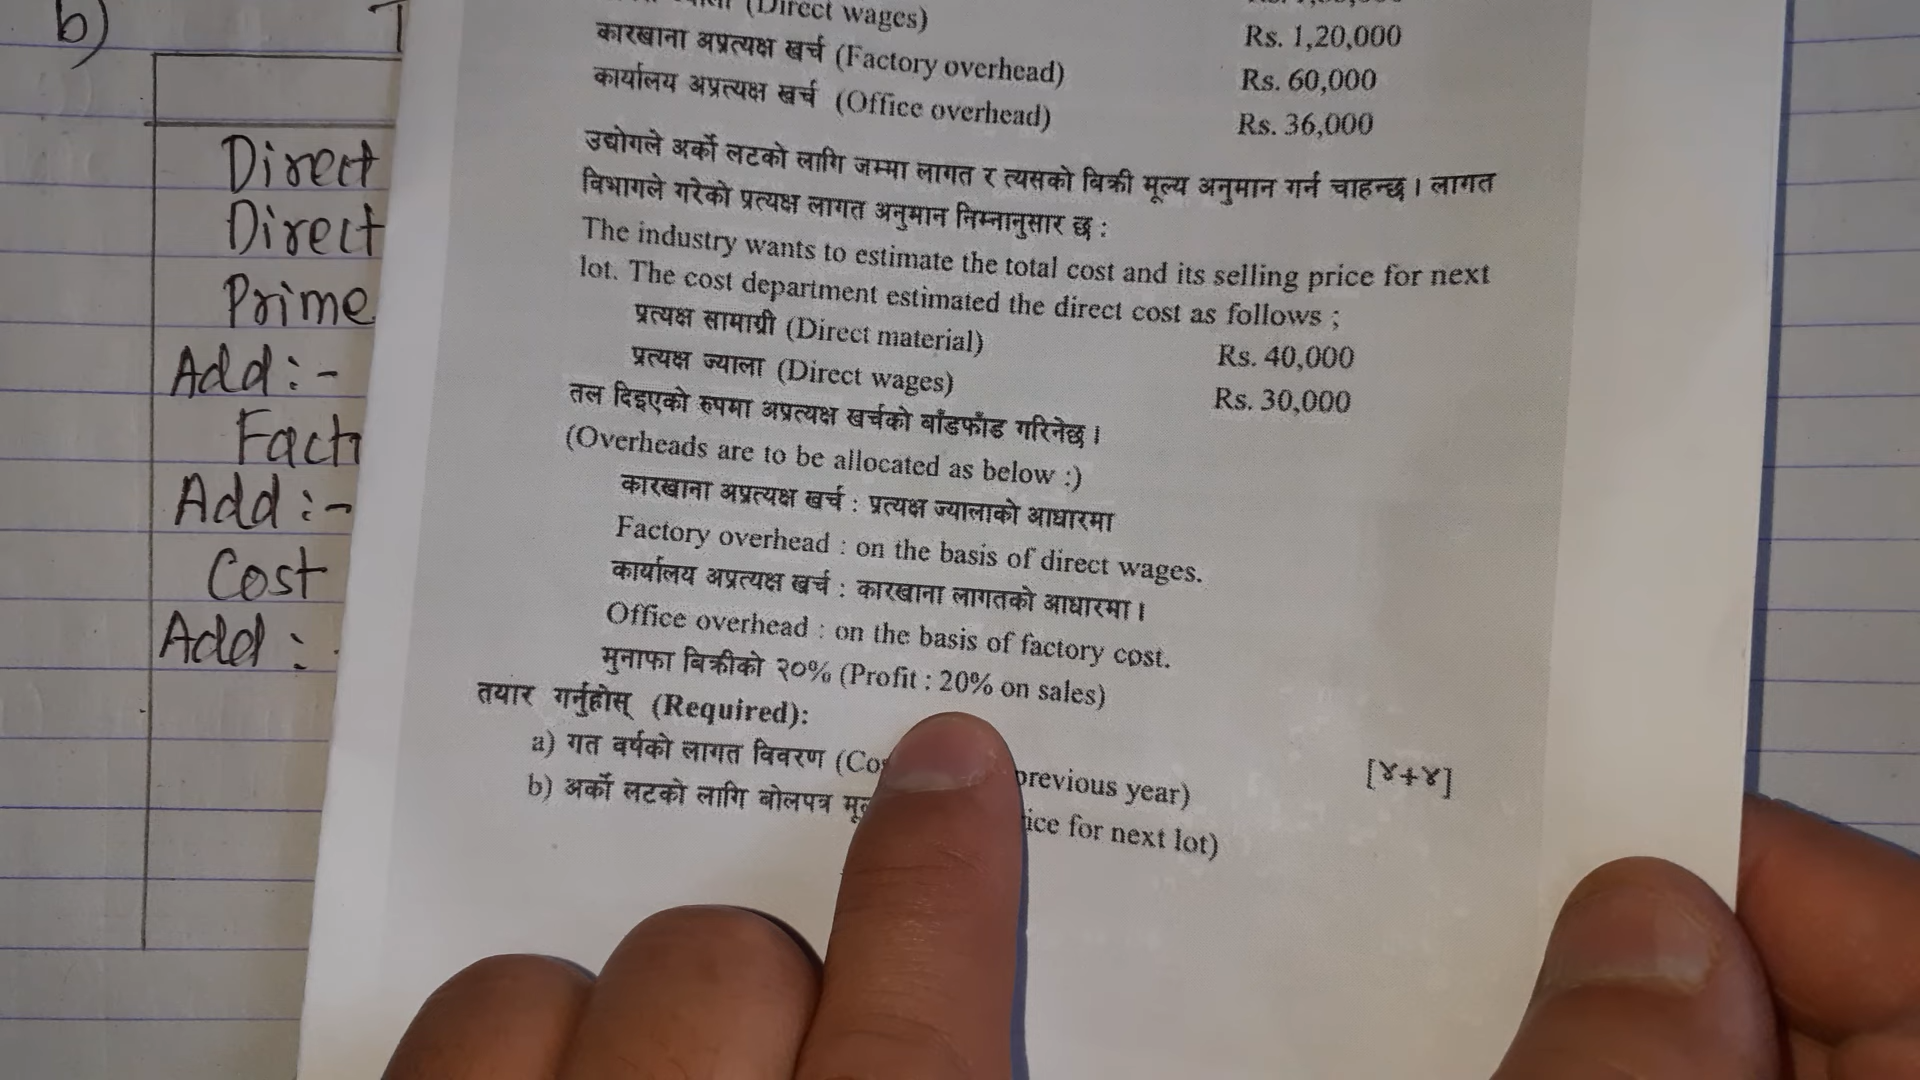 b)
Direct
Direct
Prime
Add:-
Fact
Add:-
Cost
Add:
(Direct wages)
Rs. 1,20,000
कारखाना अप्रत्यक्ष खर्च (Factory overhead)
Rs. 60,000
कार्यालय अप्रत्यक्ष खर्च (Office overhead)
Rs. 36,000
उद्योगले अर्को लटको लागि जम्मा लागत र त्यसको विक्री मूल्य अनुमान गर्न चाहन्छ। लागत
विभागले गरेको प्रत्यक्ष लागत अनुमान निम्नानुसार छ :
The industry wants to estimate the total cost and its selling price for next
lot. The cost department estimated the direct cost as follows ;
प्रत्यक्ष सामाग्री (Direct material)
Rs. 40,000
प्रत्यक्ष ज्याला (Direct wages)
Rs. 30,000
तल दिइएको रुपमा अप्रत्यक्ष खर्चको बाँडफाँड गरिनेछ।
(Overheads are to be allocated as below :)
कारखाना अप्रत्यक्ष खर्च : प्रत्यक्ष ज्यालाको आधारमा
Factory overhead : on the basis of direct wages.
कार्यालय अप्रत्यक्ष खर्च : कारखाना लागतको आधारमा।
Office overhead : on the basis of factory cost.
मुनाफा विक्रीको २०% (Profit : 20% on sales)
तयार गर्नुहोस् (Required):
a) गत वर्षको लागत विवरण previous year) [४+४]
b) अर्को लटको लागि बोलपत्र for next lot)